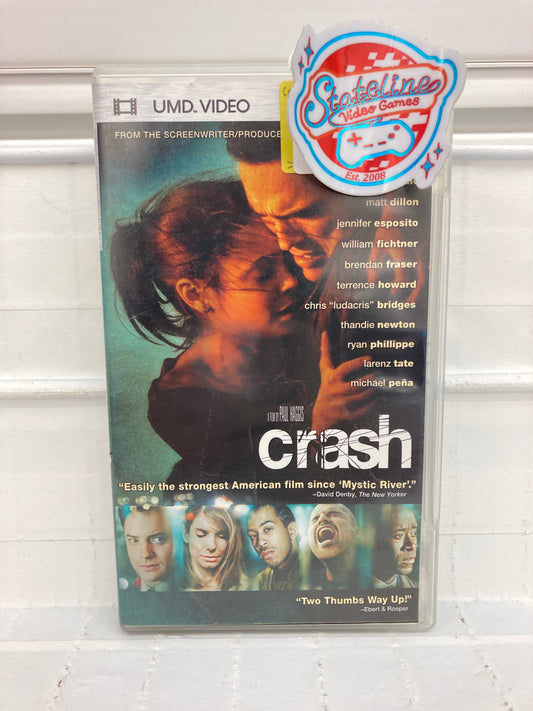 Stateline
Video Games
Est. 2008
UMD™ VIDEO
FROM THE SCREENWRITER/PRODUCE
matt dillon
jennifer esposito
william fichtner
brendan fraser
terrence howard
chris "ludacris" bridges
thandie newton
ryan phillippe
larenz tate
michael peña
A FILM BY PAUL HAGGIS
crash
"Easily the strongest American film since 'Mystic River'."
–David Denby, The New Yorker
"Two Thumbs Way Up!"
–Ebert & Roeper